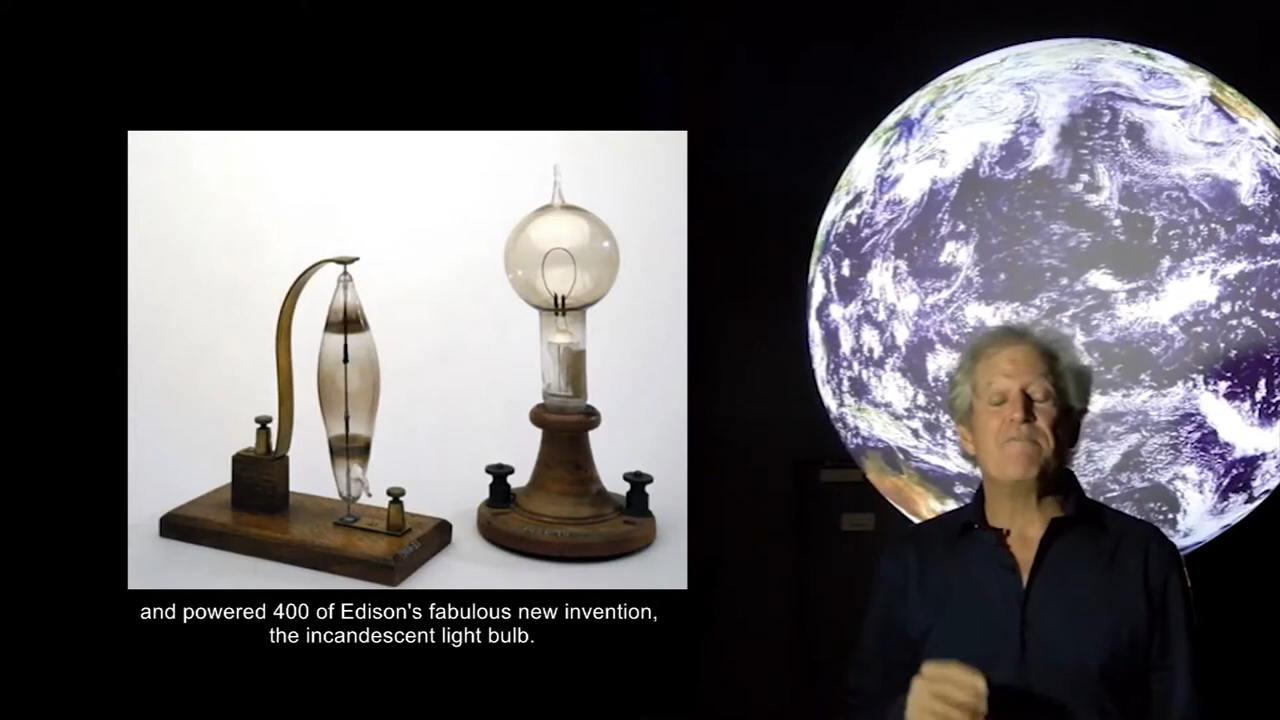 and powered 400 of Edison's fabulous new invention,
the incandescent light bulb.